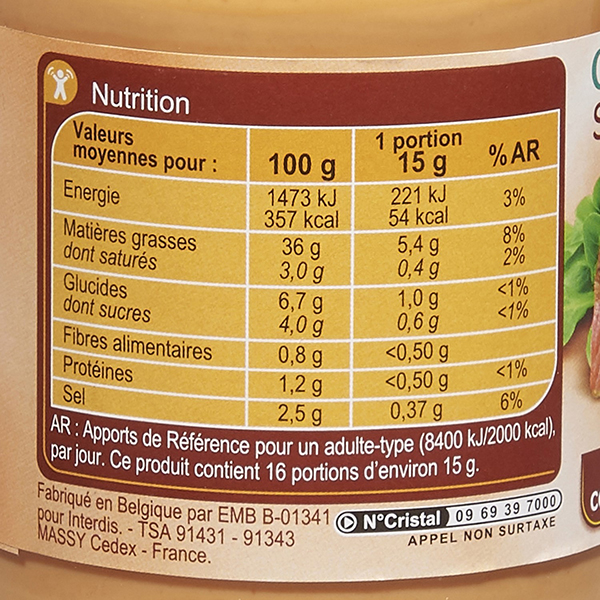 Nutrition
Valeurs moyennes pour : 100 g 1 portion 15 g % AR
Energie 1473 kJ 357 kcal 221 kJ 54 kcal 3%
Matières grasses 36 g 5,4 g 8%
dont saturés 3,0 g 0,4 g 2%
Glucides 6,7 g 1,0 g <1%
dont sucres 4,0 g 0,6 g <1%
Fibres alimentaires 0,8 g <0,50 g
Protéines 1,2 g <0,50 g <1%
Sel 2,5 g 0,37 g 6%
AR : Apports de Référence pour un adulte-type (8400 kJ/2000 kcal),
par jour. Ce produit contient 16 portions d'environ 15 g.
Fabriqué en Belgique par EMB B-01341
pour Interdis. - TSA 91431 - 91343
MASSY Cedex - France.
N°Cristal 09 69 39 7000
APPEL NON SURTAXE